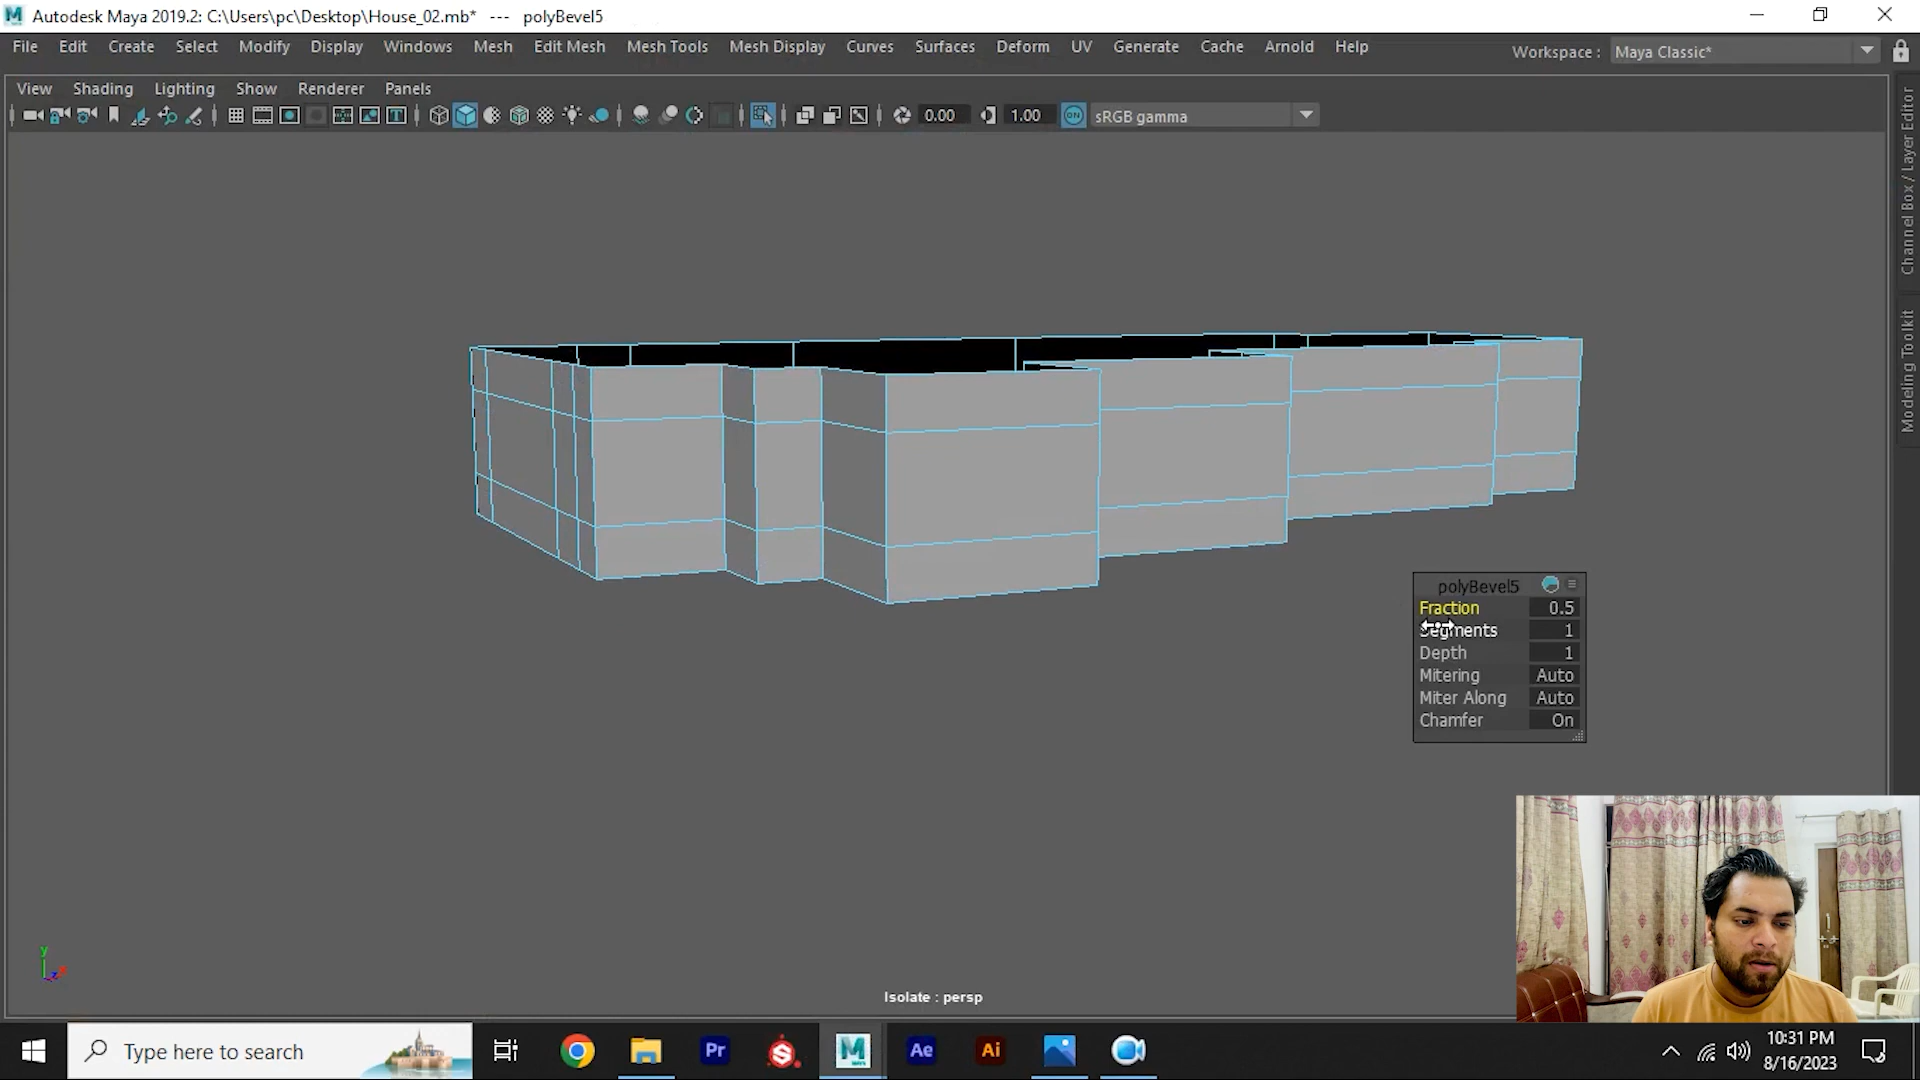 Autodesk Maya 2019.2: C:\Users\pc\Desktop\House_02.mb* --- polyBevel5
File Edit Create Select Modify Display Windows Mesh Edit Mesh Mesh Tools Mesh Display Curves Surfaces Deform UV Generate Cache Arnold Help
Workspace : Maya Classic*
View Shading Lighting Show Renderer Panels
0.00 1.00 ON sRGB gamma
Channel Box / Layer Editor
Modeling Toolkit
polyBevel5
Fraction 0.5
Segments 1
Depth 1
Mitering Auto
Miter Along Auto
Chamfer On
y
Isolate : persp
Type here to search
Pr
Ae
Ai
10:31 PM
8/16/2023